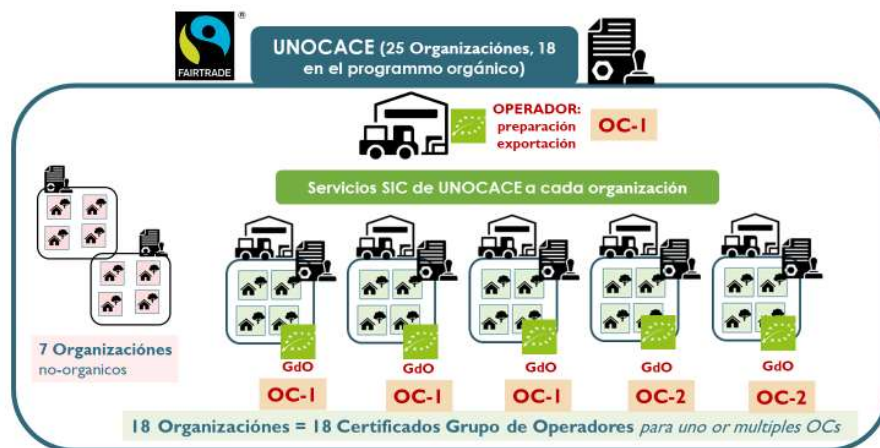 ®
FAIRTRADE
UNOCACE (25 Organizaciónes, 18
en el programmo orgánico)
OPERADOR:
preparación
exportación
OC-1
Servicios SIC de UNOCACE a cada organización
7 Organizaciónes
no-organicos
GdO
GdO
GdO
GdO
GdO
OC-1
OC-1
OC-1
OC-2
OC-2
18 Organizaciónes = 18 Certificados Grupo de Operadores para uno or multiples OCs